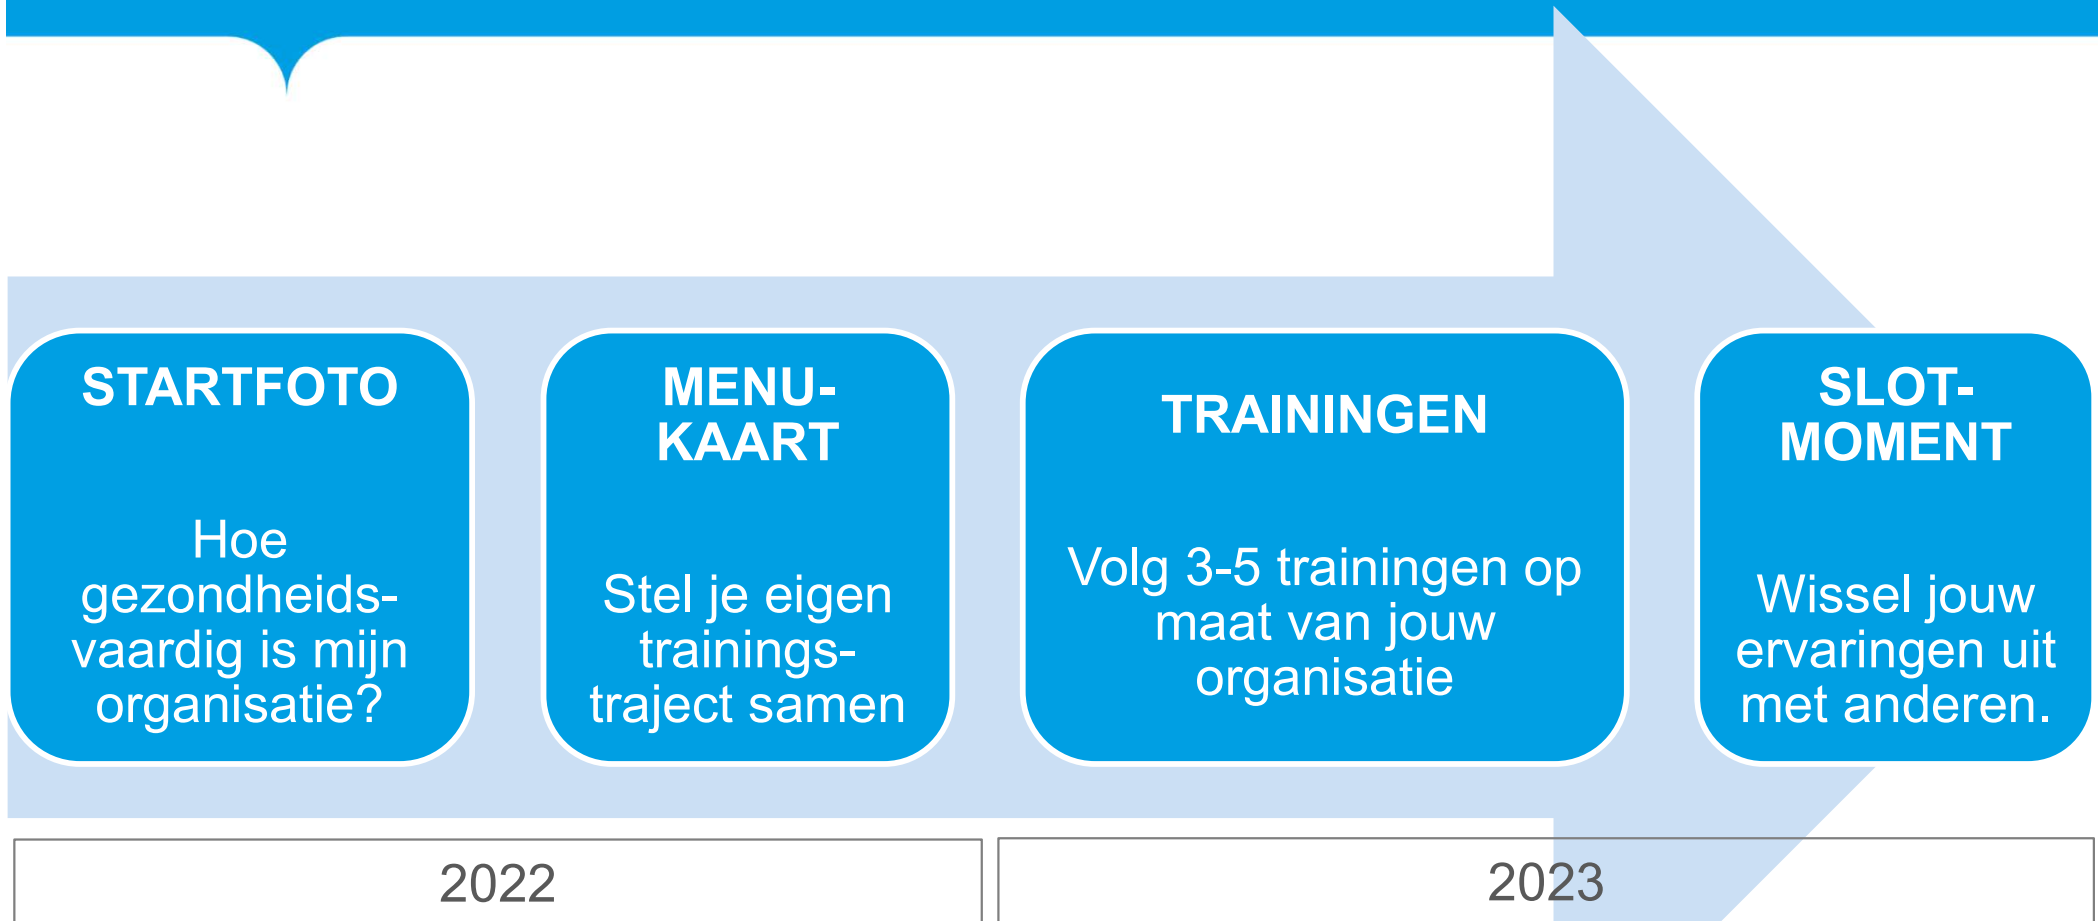 STARTFOTO
Hoe
gezondheids-
vaardig is mijn
organisatie?
MENU-
KAART
Stel je eigen
trainings-
traject samen
TRAININGEN
Volg 3-5 trainingen op
maat van jouw
organisatie
SLOT-
MOMENT
Wissel jouw
ervaringen uit
met anderen.
2022
2023